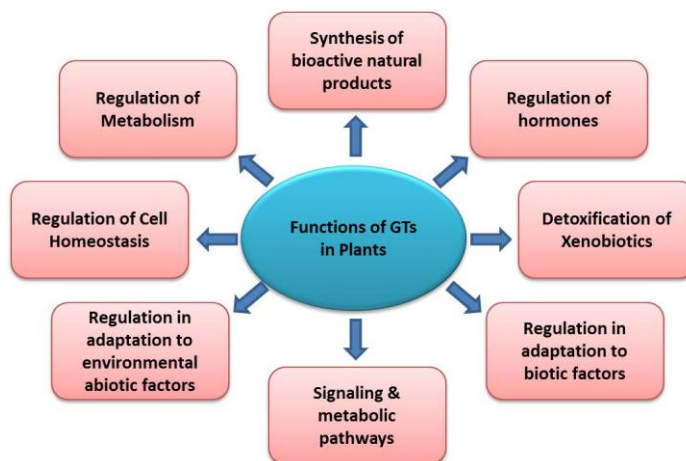 Synthesis of
bioactive natural
products
Regulation of
Metabolism
Regulation of
hormones
Regulation of Cell
Homeostasis
Functions of GTs
in Plants
Detoxification of
Xenobiotics
Regulation in
adaptation to
environmental
abiotic factors
Signaling &
metabolic
pathways
Regulation in
adaptation to
biotic factors